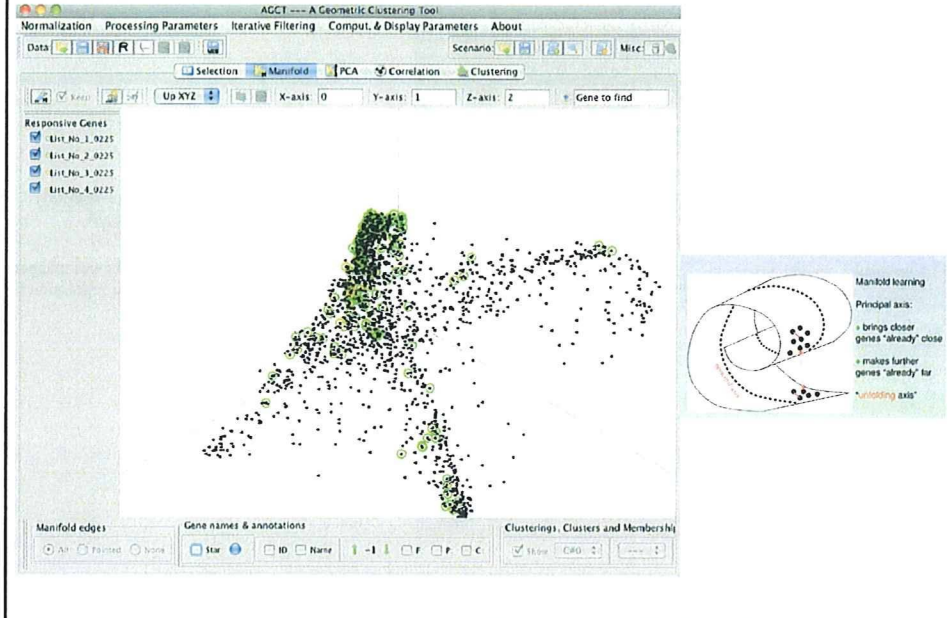 AGCT --- A Geometric Clustering Tool
Normalization Processing Parameters Iterative Filtering Comput. & Display Parameters About
Data R Scenario: Misc:
Selection Manifold PCA Correlation Clustering
Keep Up XYZ X-axis: 0 Y-axis: 1 Z-axis: 2 Gene to find
Responsive Genes
List_No_1_0225
List_No_2_0225
List_No_3_0225
List_No_4_0225
Manifold learning
Principal axis:
brings closer
genes "already" close
makes further
genes "already" far
"unfolding axis"
Manifold edges Gene names & annotations Clusterings, Clusters and Membership
All Pointed None Star ID Name -1 F P C Show C#0 ---